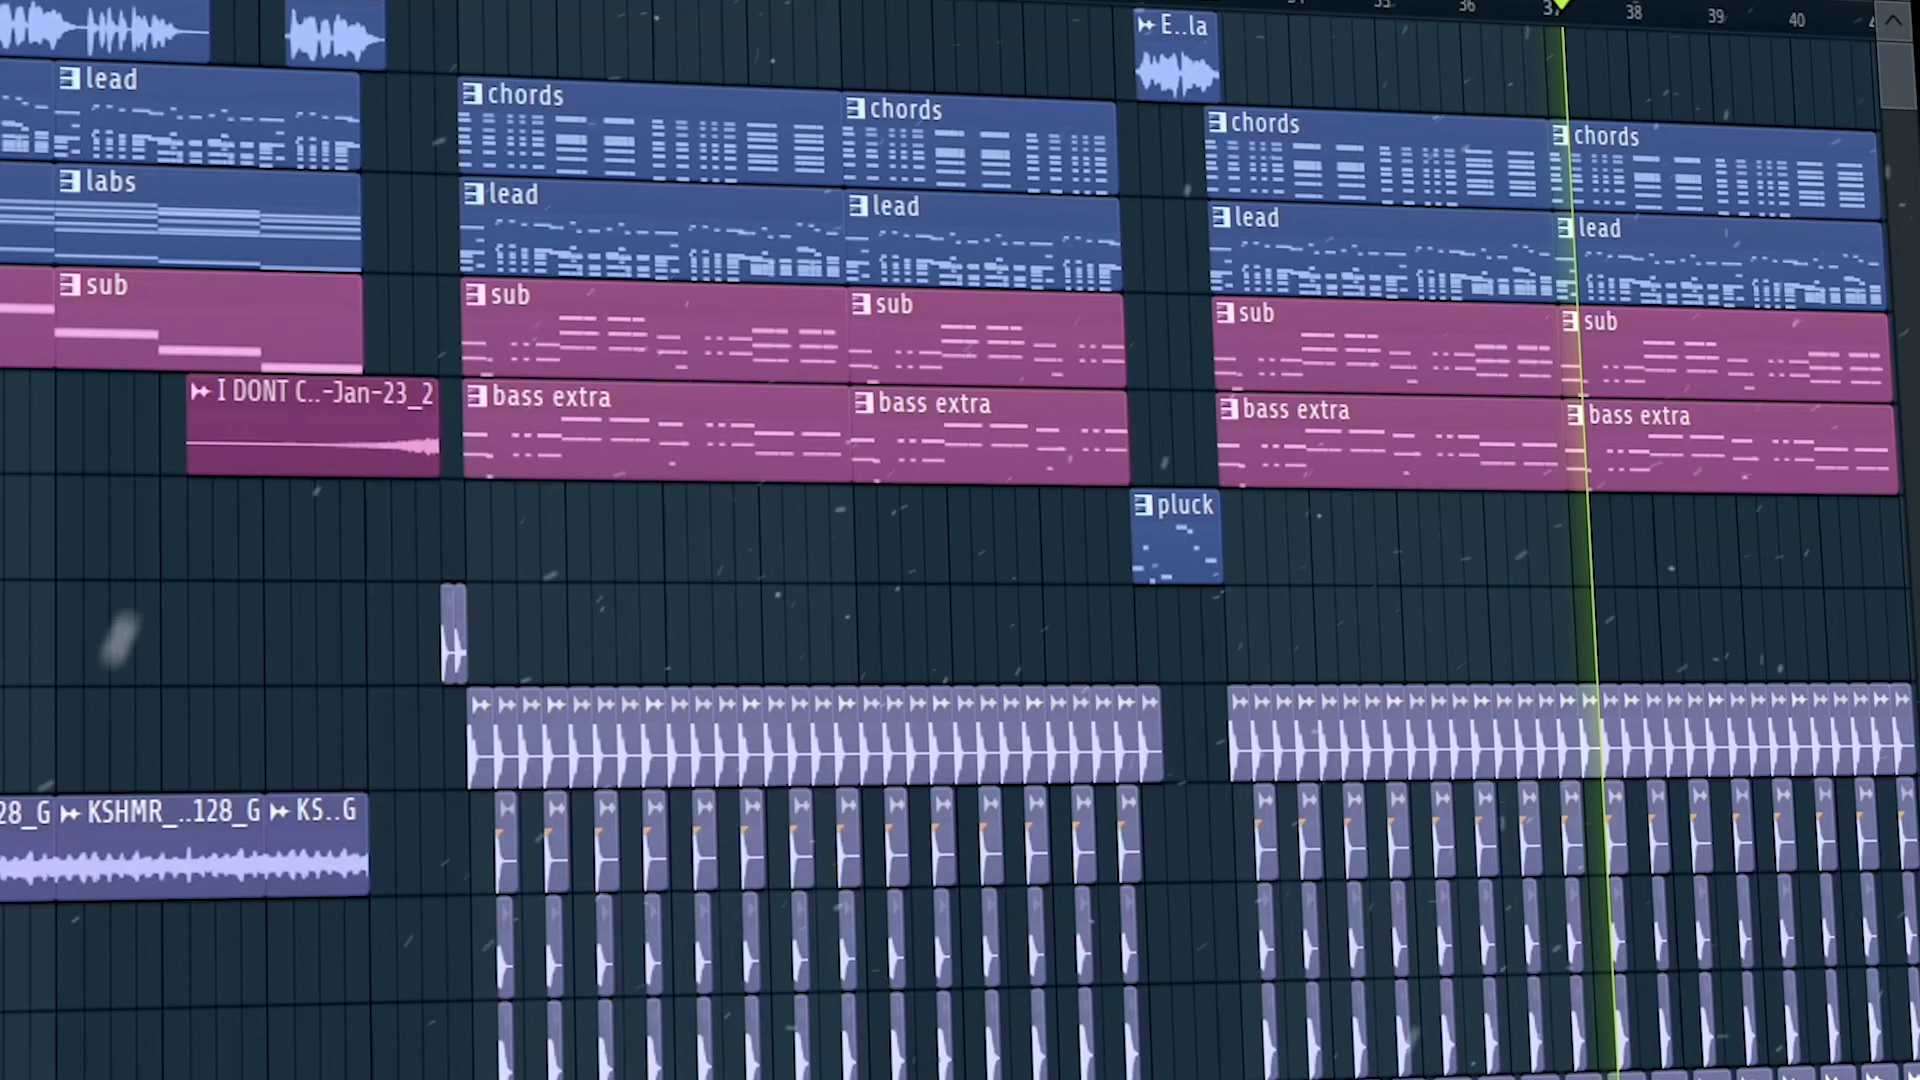 36 37 38 39 40
E..la
lead
chords
chords
chords
chords
labs
lead
lead
lead
lead
sub
sub
sub
sub
sub
I DONT C..-Jan-23_2
bass extra
bass extra
bass extra
bass extra
pluck
28_G
KSHMR_..128_G
KS..G